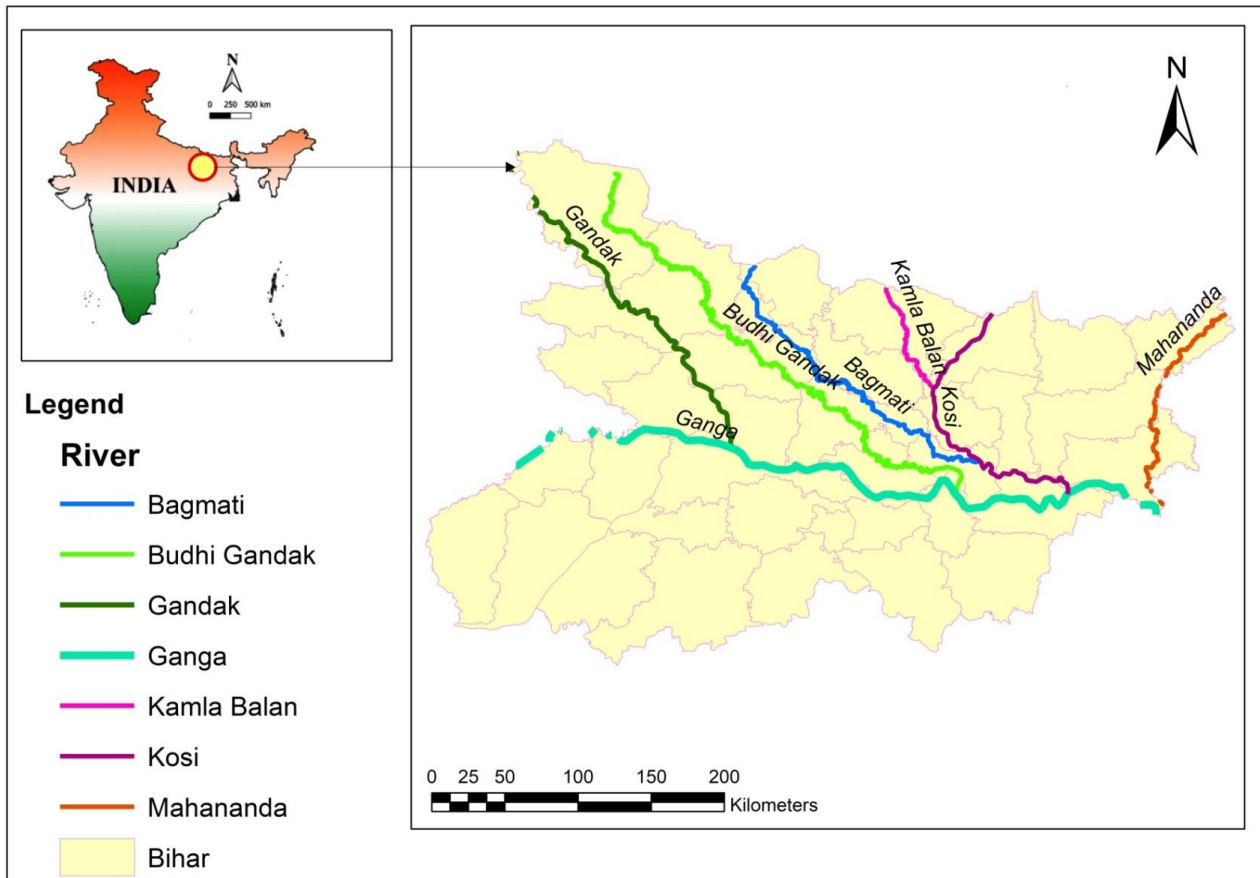 N
0 250 500 km
INDIA
Legend
River
Bagmati
Budhi Gandak
Gandak
Ganga
Kamla Balan
Kosi
Mahananda
Bihar
N
Gandak
Budhi Gandak
Bagmati
Kamla Balan
Kosi
Mahananda
Ganga
0 25 50 100 150 200
Kilometers